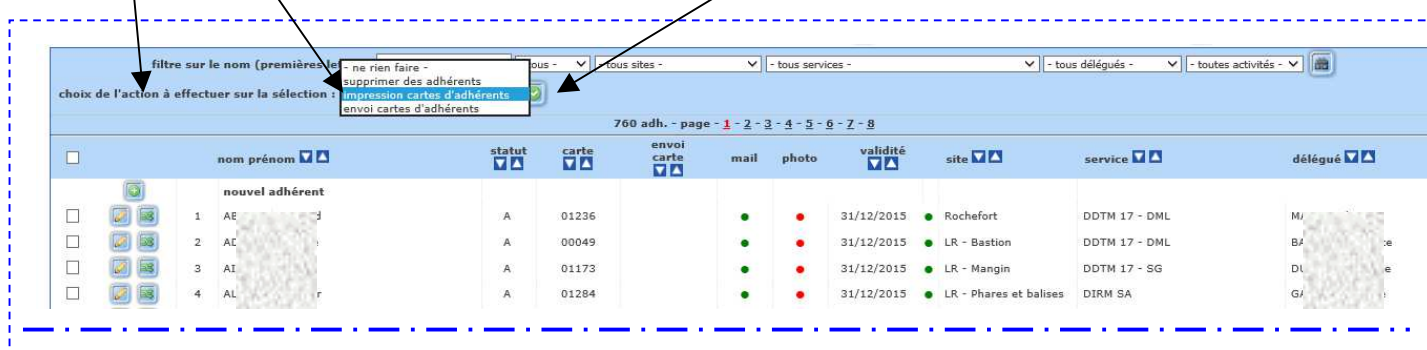 filtre sur le nom (premières - tous sites - - tous services - - tous délégués - - toutes activités -
- ne rien faire -
supprimer des adhérents
choix de l'action à effectuer sur la sélection : impression cartes d'adhérents
envoi cartes d'adhérents
760 adh. - page - 1 - 2 - 3 - 4 - 5 - 6 - 7 - 8
nom prénom statut carte envoi carte mail photo validité site service délégué
nouvel adhérent
1 A 01236 31/12/2015 Rochefort DDTM 17 - DML
2 A 00049 31/12/2015 LR - Bastion DDTM 17 - DML
3 A 01173 31/12/2015 LR - Mangin DDTM 17 - SG
4 A 01284 31/12/2015 LR - Phares et balises DIRM SA